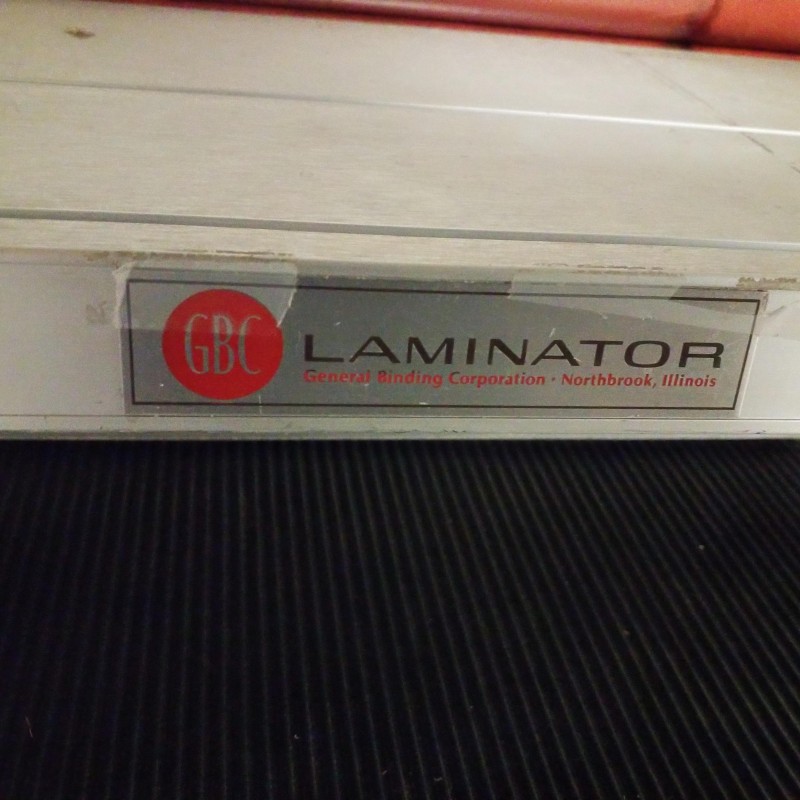 GBC
LAMINATOR
General Binding Corporation · Northbrook, Illinois